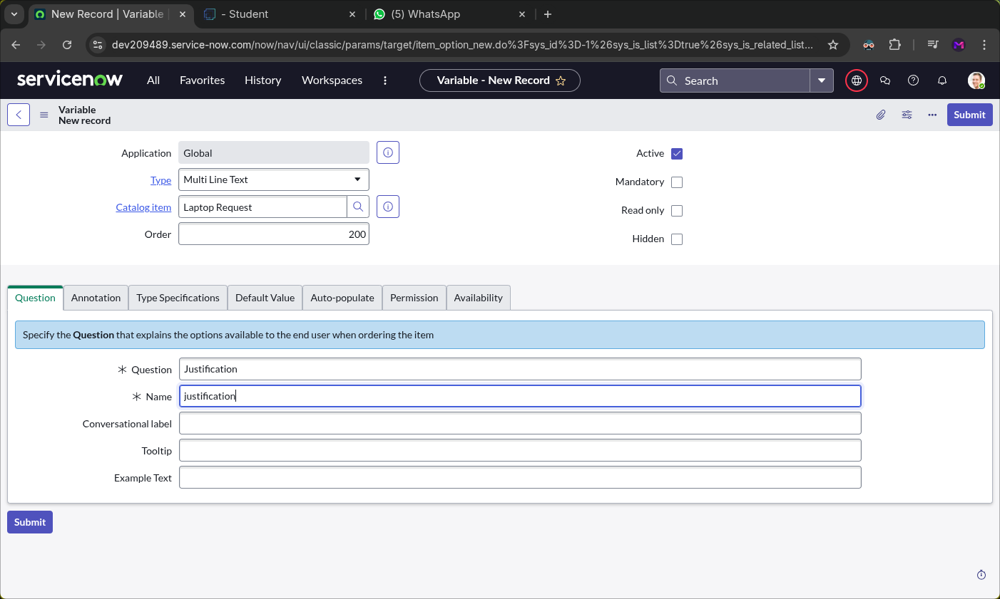 New Record | Variable
- Student
(5) WhatsApp
dev209489.service-now.com/now/nav/ui/classic/params/target/item_option_new.do%3Fsys_id%3D-1%26sys_is_list%3Dtrue%26sys_is_related_list...
servicenow
All
Favorites
History
Workspaces
Variable - New Record
Search
Variable
New record
Submit
Application
Global
Active
Type
Multi Line Text
Mandatory
Catalog item
Laptop Request
Read only
Order
200
Hidden
Question
Annotation
Type Specifications
Default Value
Auto-populate
Permission
Availability
Specify the Question that explains the options available to the end user when ordering the item
Question
Justification
Name
justification
Conversational label
Tooltip
Example Text
Submit